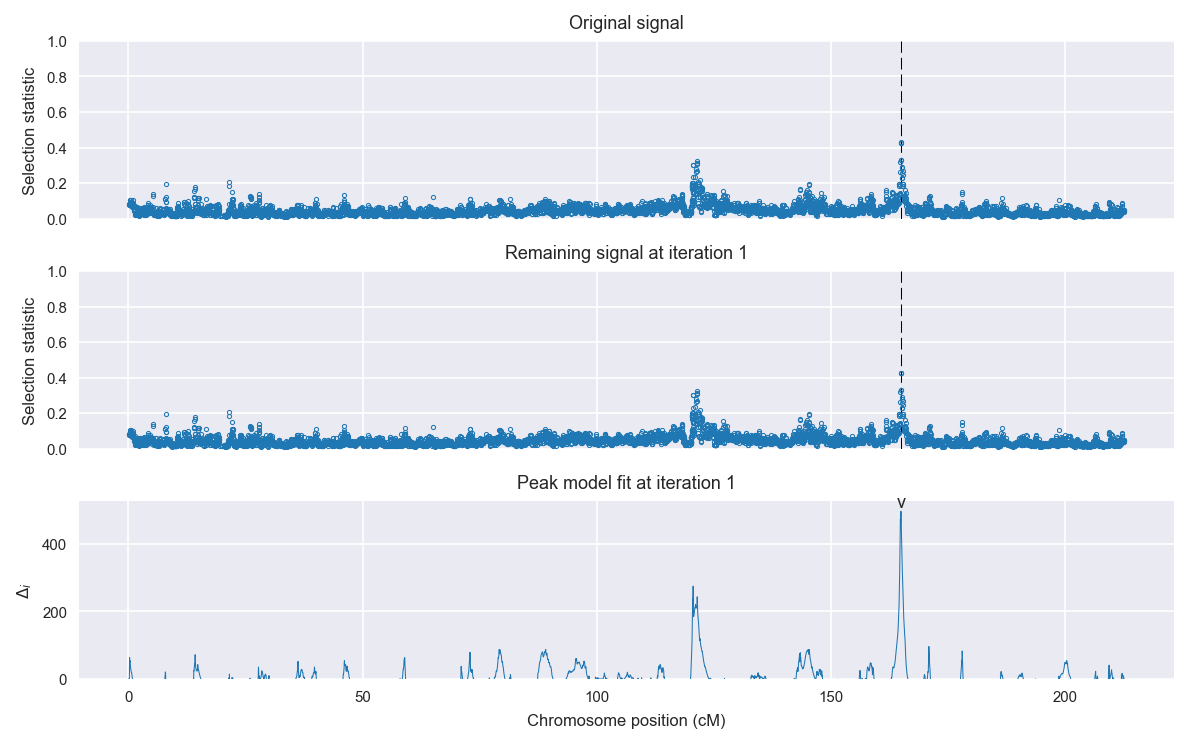 Original signal
Selection statistic
1.0
0.8
0.6
0.4
0.2
0.0
Remaining signal at iteration 1
Selection statistic
1.0
0.8
0.6
0.4
0.2
0.0
Peak model fit at iteration 1
v
Δi
400
200
0
0 50 100 150 200
Chromosome position (cM)